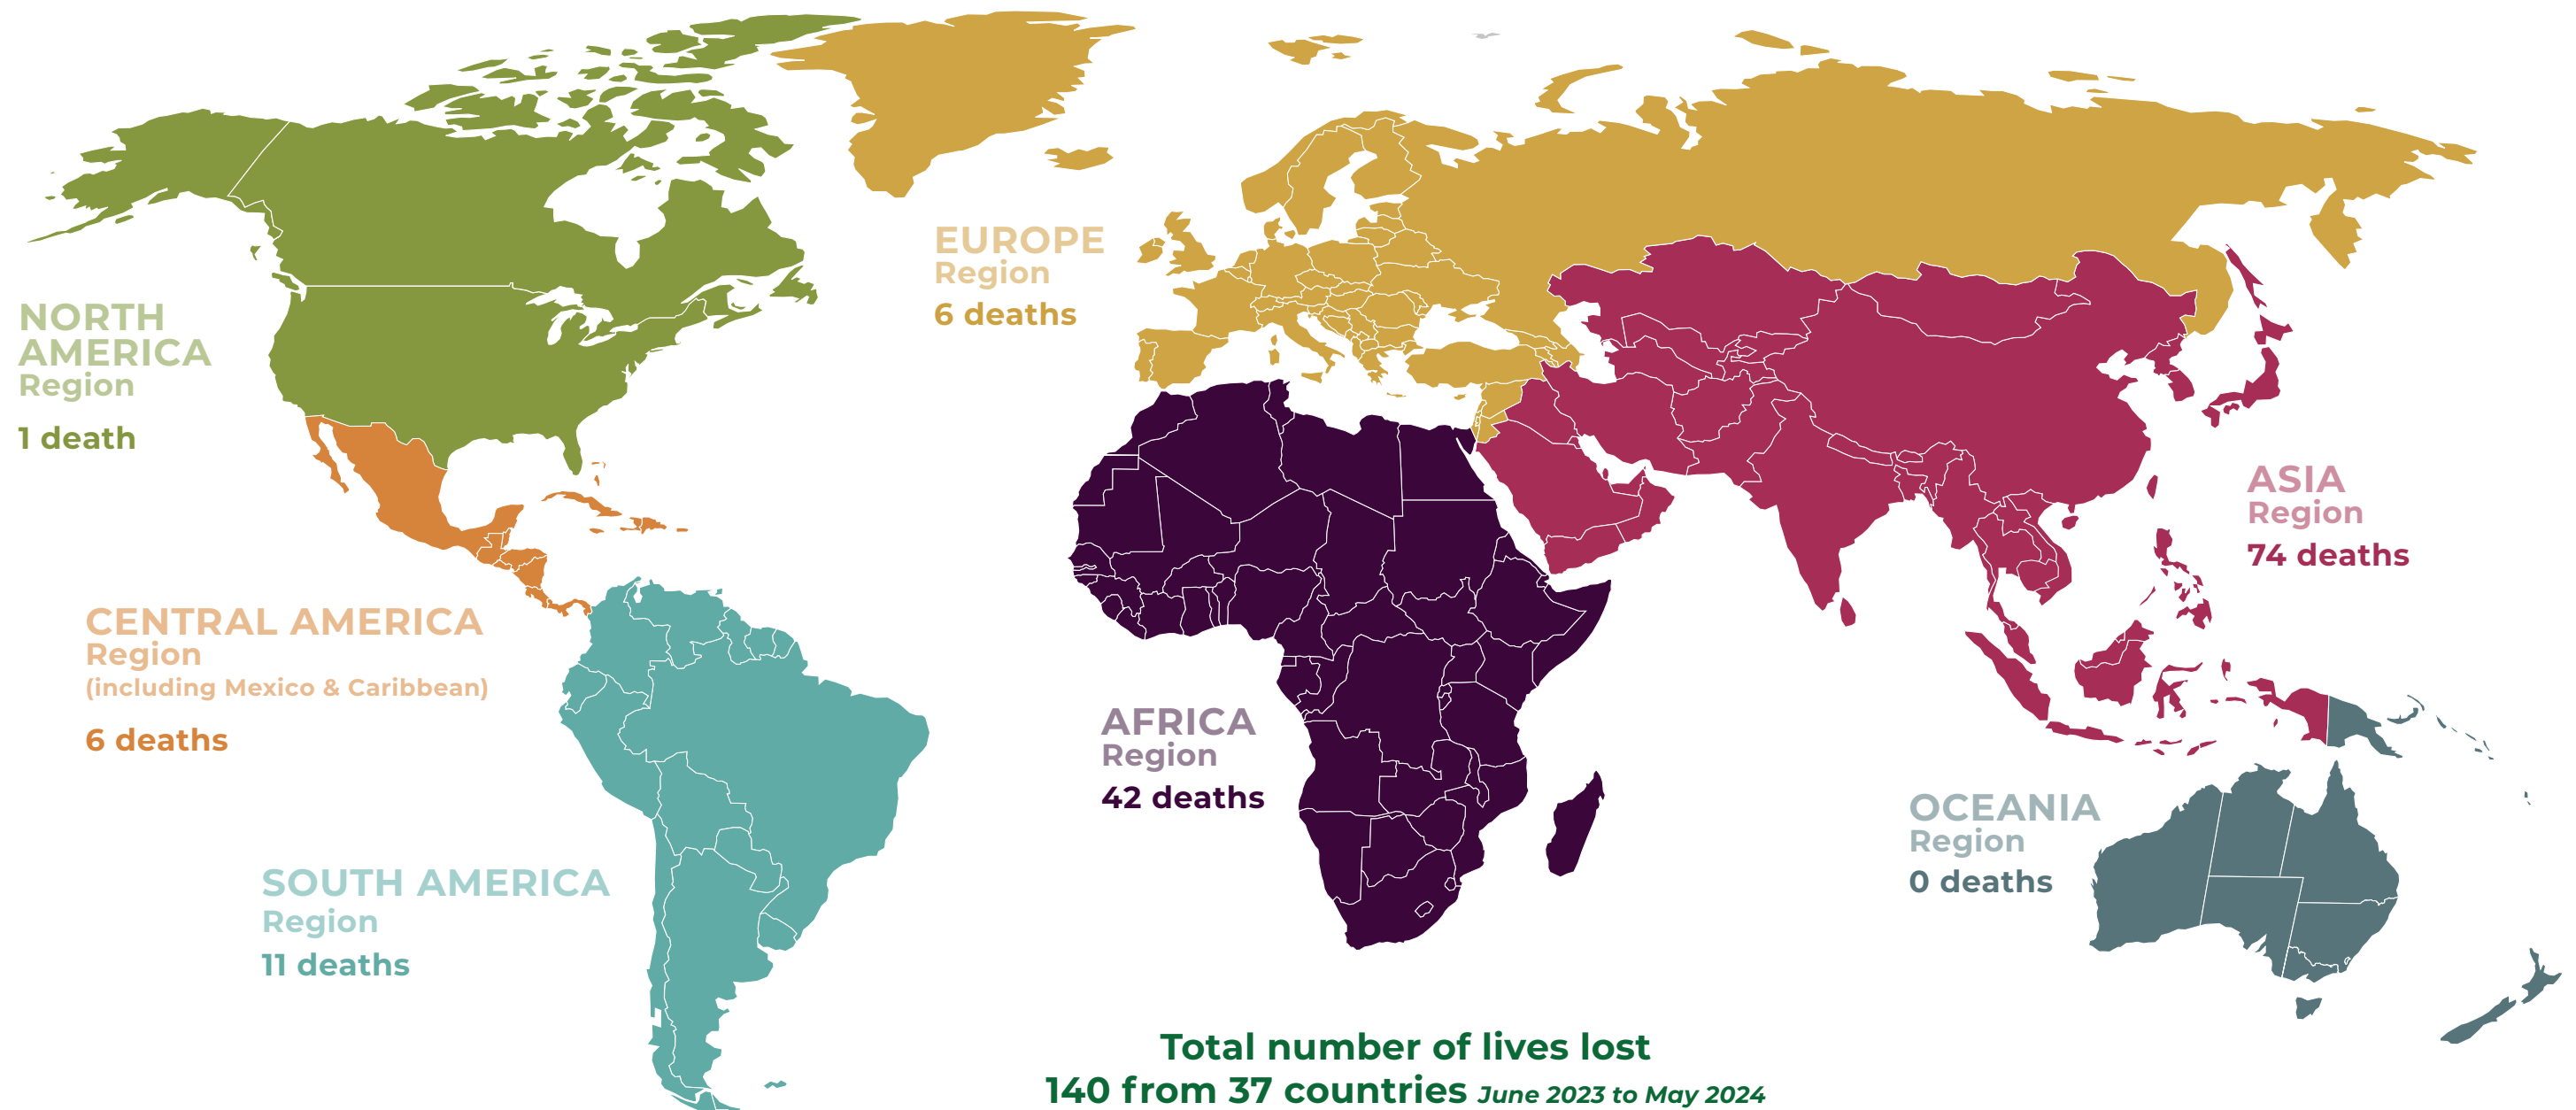 NORTH
AMERICA
Region
1 death
EUROPE
Region
6 deaths
CENTRAL AMERICA
Region
(including Mexico & Caribbean)
6 deaths
ASIA
Region
74 deaths
AFRICA
Region
42 deaths
OCEANIA
Region
0 deaths
SOUTH AMERICA
Region
11 deaths
Total number of lives lost
140 from 37 countries June 2023 to May 2024